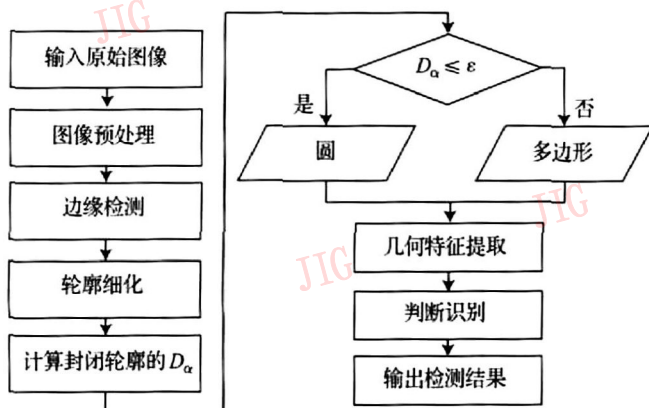 输入原始图像
图像预处理
边缘检测
轮廓细化
计算封闭轮廓的 Dα
Dα ≤ ε
是
否
圆
多边形
几何特征提取
判断识别
输出检测结果
JIG
JIG
JIG